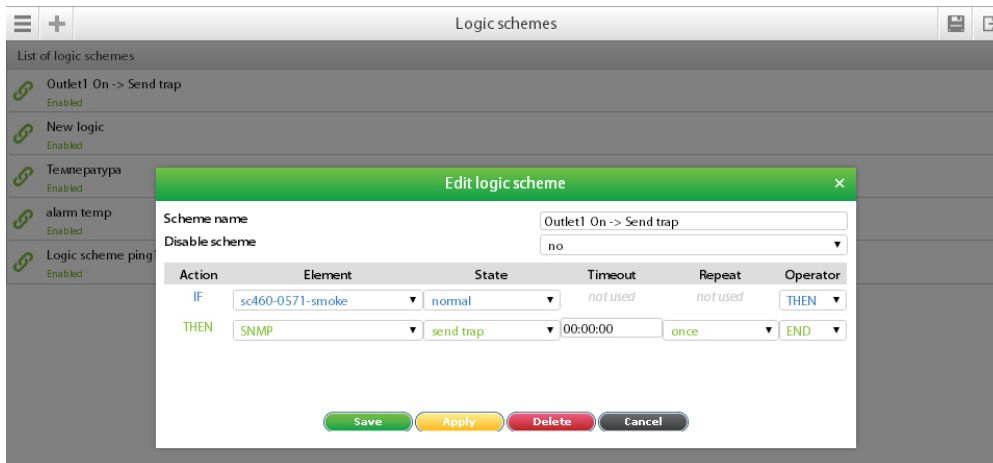 Logic schemes
List of logic schemes
Outlet1 On -> Send trap
Enabled
New logic
Enabled
Температура
Enabled
alarm temp
Enabled
Logic scheme ping
Enabled
Edit logic scheme ×
Scheme name Outlet1 On -> Send trap
Disable scheme no
Action Element State Timeout Repeat Operator
IF sc460-0571-smoke normal not used not used THEN
THEN SNMP send trap 00:00:00 once END
Save Apply Delete Cancel